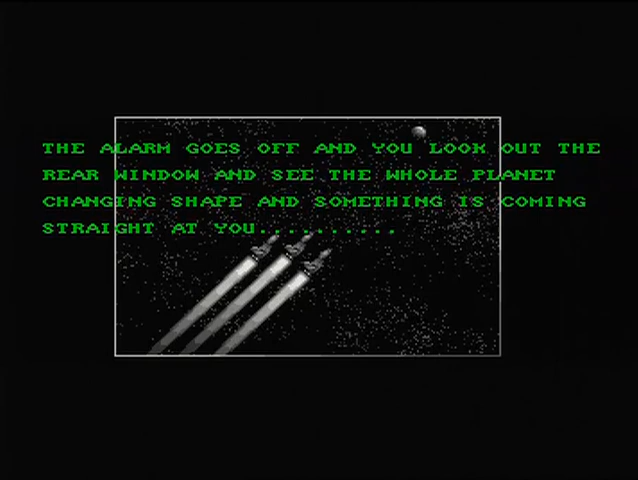 THE ALARM GOES OFF AND YOU LOOK OUT THE
REAR WINDOW AND SEE THE WHOLE PLANET
CHANGING SHAPE AND SOMETHING IS COMING
STRAIGHT AT YOU..........